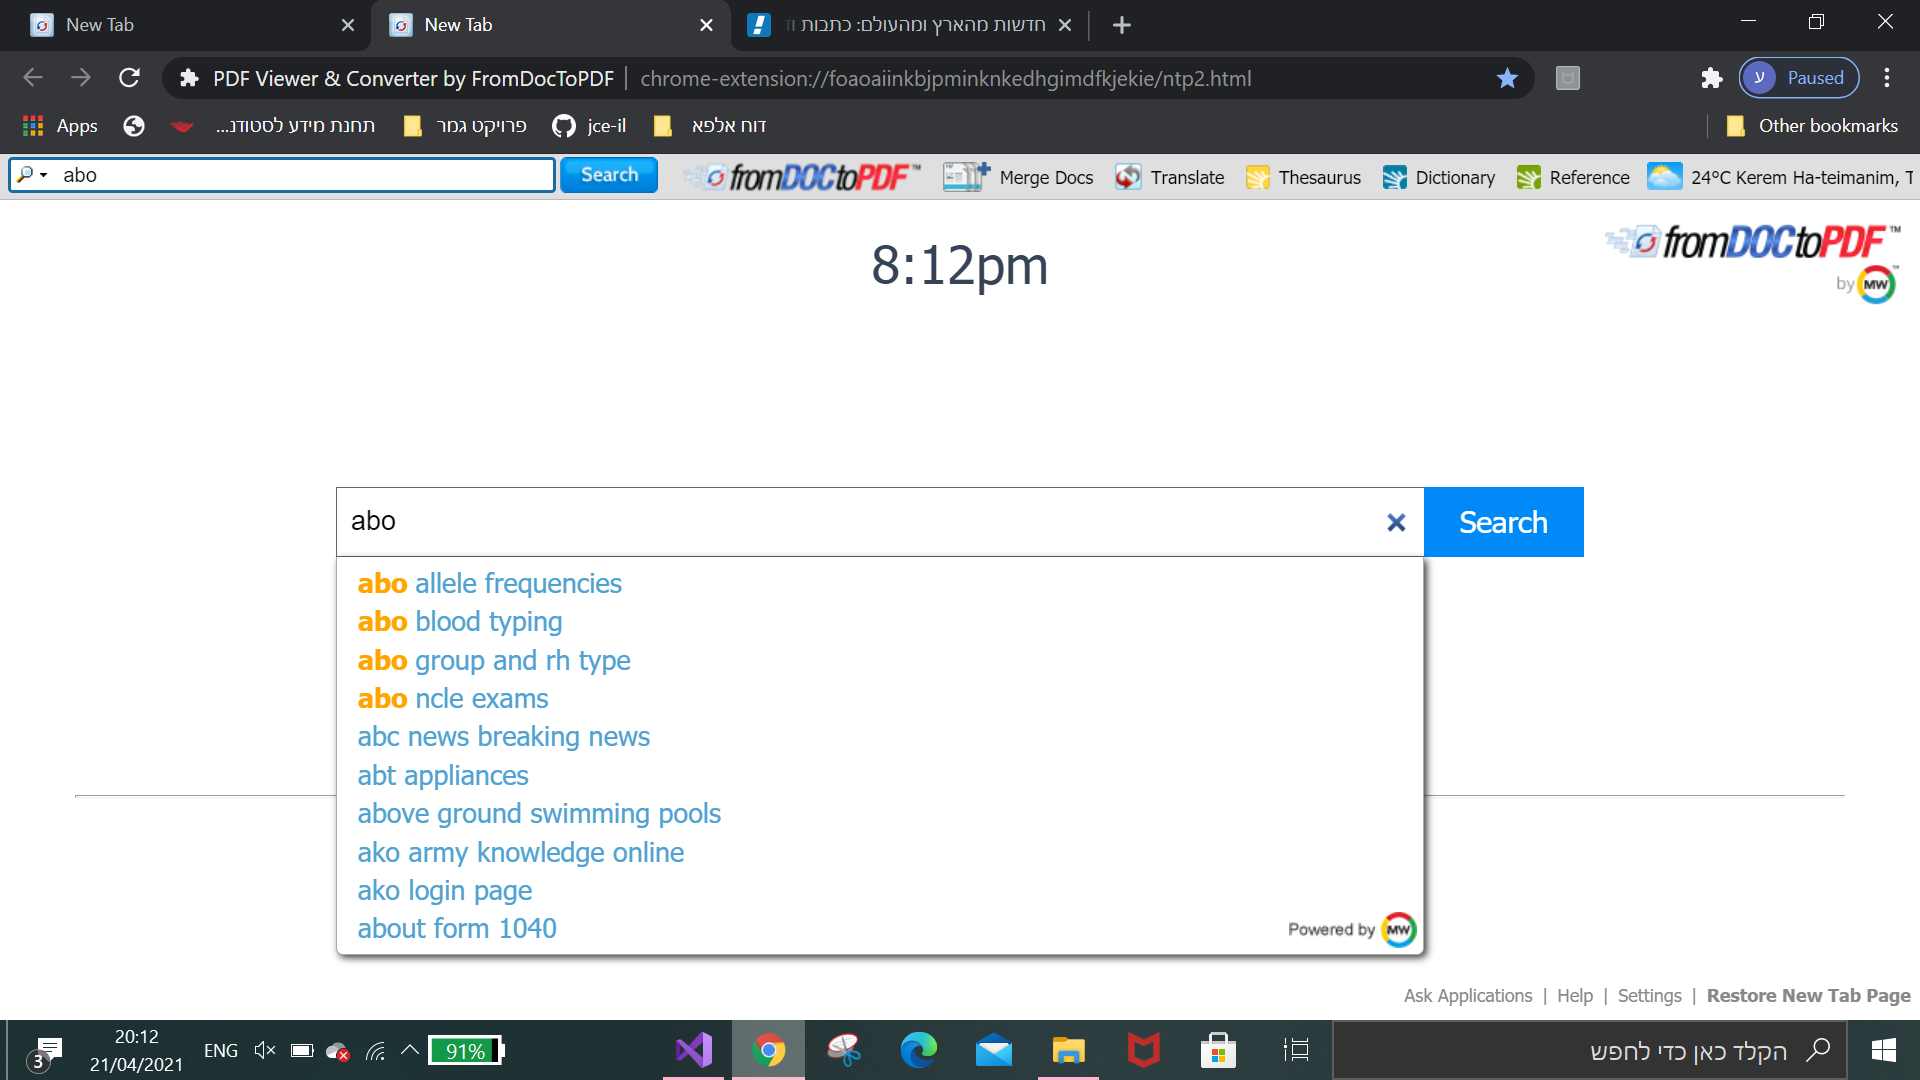 New Tab
New Tab
חדשות מהארץ ומהעולם: כתבות
PDF Viewer & Converter by FromDocToPDF
chrome-extension://foaoaiinkbjpminknkedhgimdfkjekie/ntp2.html
ע Paused
Apps
תחנת מידע לסטודנ...
פרויקט גמר
jce-il
דוח אלפא
Other bookmarks
abo
Search
fromDOCtoPDF™
Merge Docs
Translate
Thesaurus
Dictionary
Reference
24°C Kerem Ha-teimanim, T
8:12pm
fromDOCtoPDF™
by MW™
abo
Search
abo allele frequencies
abo blood typing
abo group and rh type
abo ncle exams
abc news breaking news
abt appliances
above ground swimming pools
ako army knowledge online
ako login page
about form 1040
Powered by MW
Ask Applications | Help | Settings | Restore New Tab Page
3
20:12
21/04/2021
ENG
91%
הקלד כאן כדי לחפש